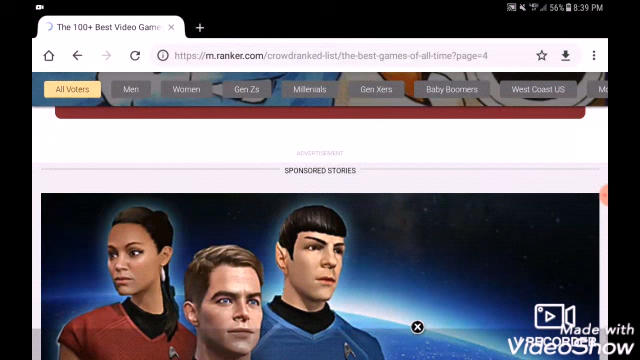 56% 8:39 PM
The 100+ Best Video Game
https://m.ranker.com/crowdranked-list/the-best-games-of-all-time?page=4
All Voters Men Women Gen Zs Millenials Gen Xers Baby Boomers West Coast US Mo
ADVERTISEMENT
SPONSORED STORIES
RECORDER
Made with
VideoShow